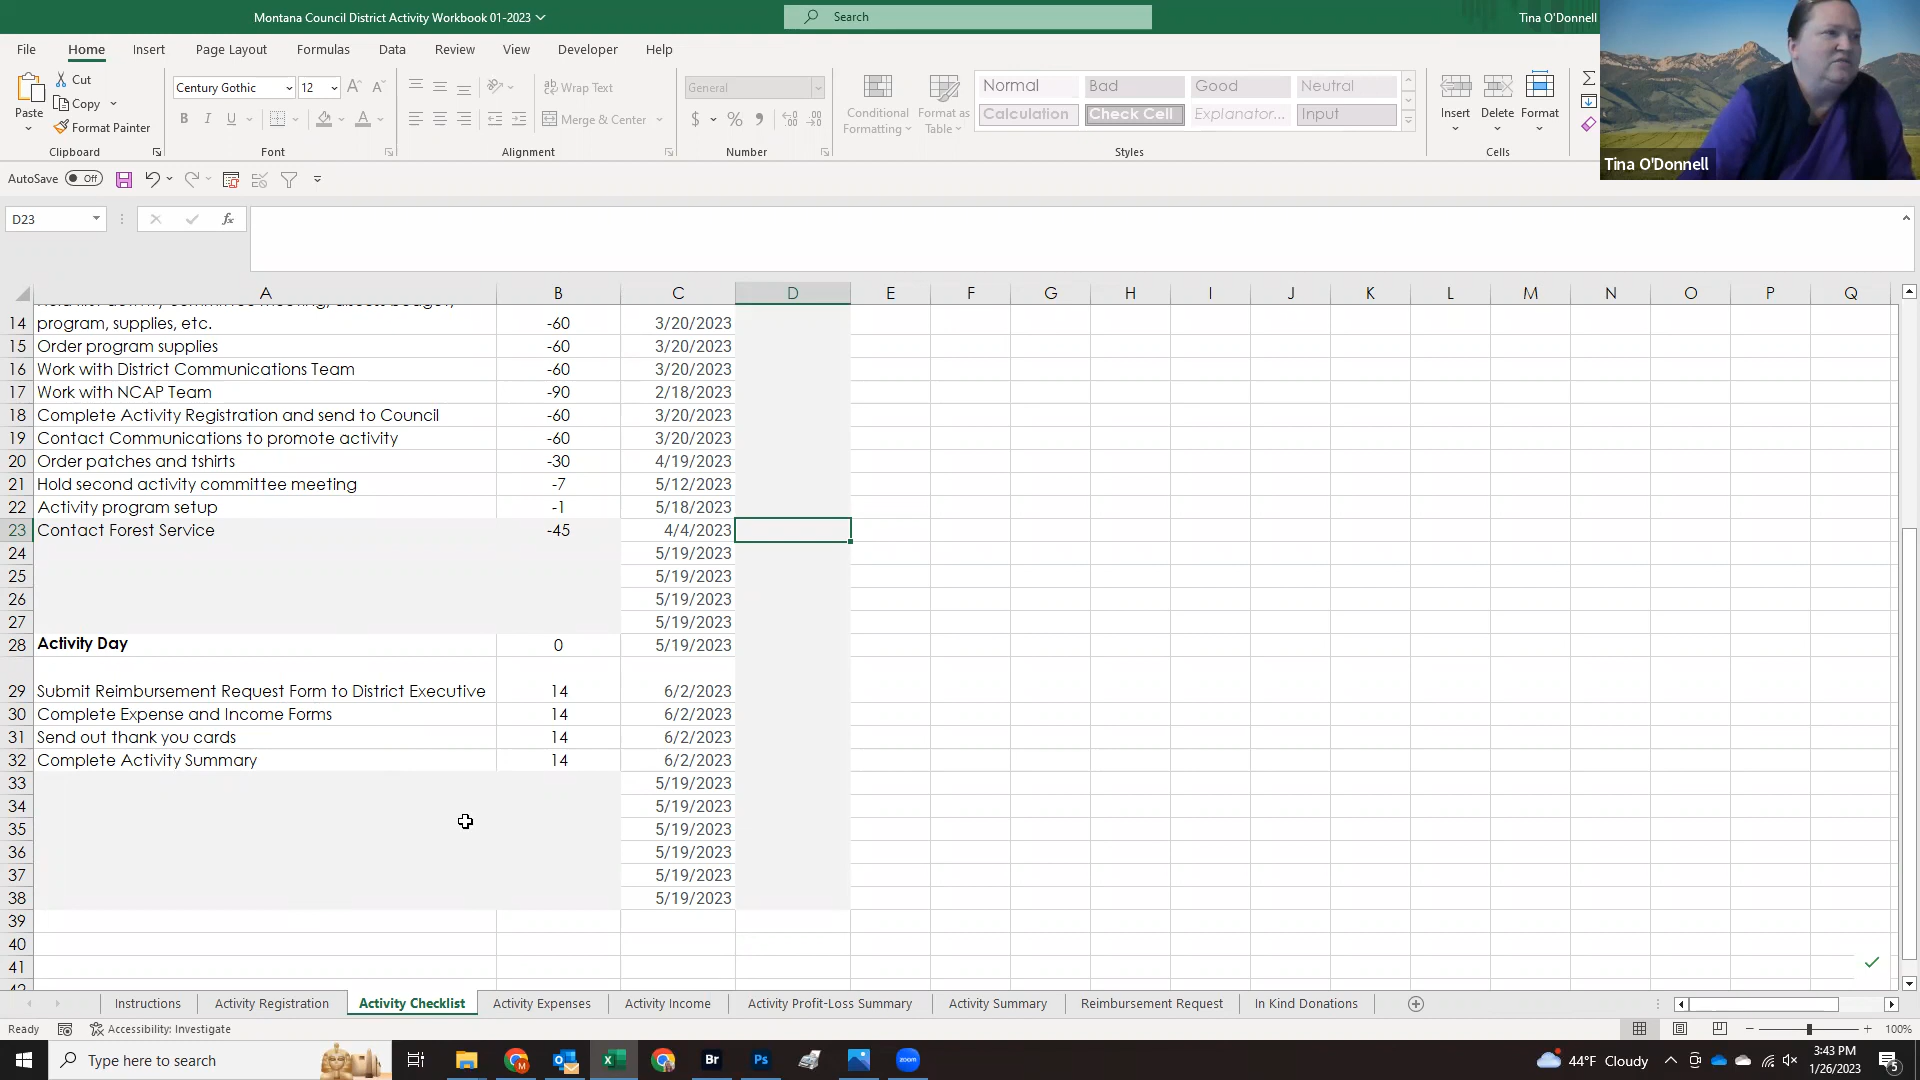 Montana Council District Activity Workbook 01-2023
Search
Tina O'Donnell
File Home Insert Page Layout Formulas Data Review View Developer Help
Paste
Cut
Copy
Format Painter
Clipboard
Century Gothic 12
B I U
Font
Wrap Text
Merge & Center
Alignment
General
$ % 9
Number
Conditional Formatting
Format as Table
Normal Bad Good Neutral
Calculation Check Cell Explanator... Input
Styles
Insert Delete Format
Cells
Tina O'Donnell
AutoSave Off
D23
fx
A B C D E F G H I J K L M N O P Q
14 program, supplies, etc. -60 3/20/2023
15 Order program supplies -60 3/20/2023
16 Work with District Communications Team -60 3/20/2023
17 Work with NCAP Team -90 2/18/2023
18 Complete Activity Registration and send to Council -60 3/20/2023
19 Contact Communications to promote activity -60 3/20/2023
20 Order patches and tshirts -30 4/19/2023
21 Hold second activity committee meeting -7 5/12/2023
22 Activity program setup -1 5/18/2023
23 Contact Forest Service -45 4/4/2023
24 5/19/2023
25 5/19/2023
26 5/19/2023
27 5/19/2023
28 Activity Day 0 5/19/2023
29 Submit Reimbursement Request Form to District Executive 14 6/2/2023
30 Complete Expense and Income Forms 14 6/2/2023
31 Send out thank you cards 14 6/2/2023
32 Complete Activity Summary 14 6/2/2023
33 5/19/2023
34 5/19/2023
35 5/19/2023
36 5/19/2023
37 5/19/2023
38 5/19/2023
39
40
41
Instructions Activity Registration Activity Checklist Activity Expenses Activity Income Activity Profit-Loss Summary Activity Summary Reimbursement Request In Kind Donations
Ready Accessibility: Investigate 100%
Type here to search
Br Ps zoom
44°F Cloudy
3:43 PM
1/26/2023
5